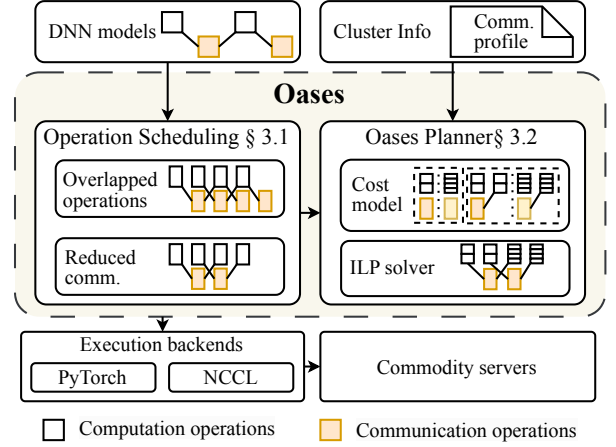 DNN models
Cluster Info
Comm.
profile
Oases
Operation Scheduling § 3.1
Oases Planner§ 3.2
Overlapped
operations
Cost
model
Reduced
comm.
ILP solver
Execution backends
PyTorch
NCCL
Commodity servers
Computation operations
Communication operations